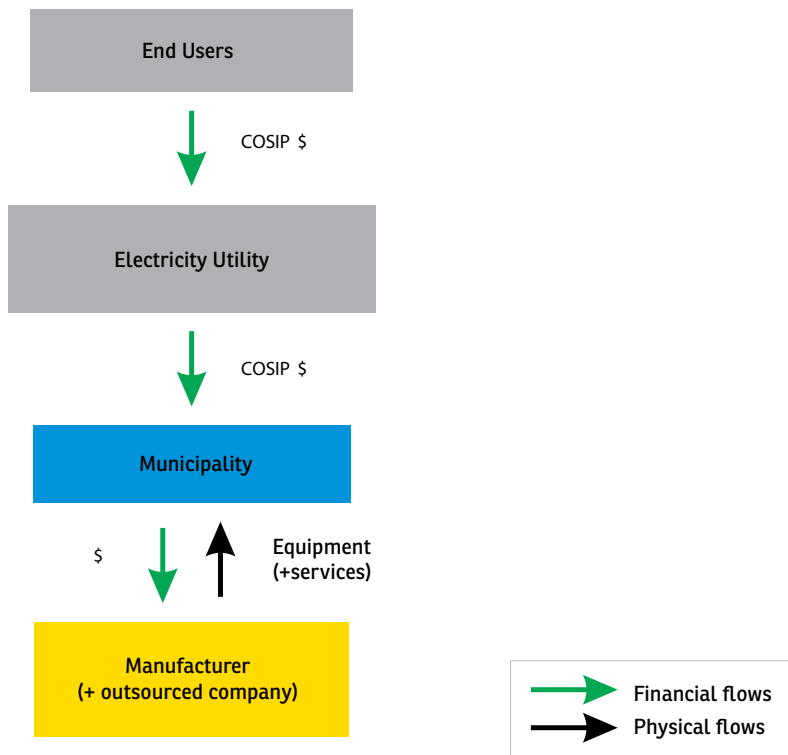 End Users
COSIP $
Electricity Utility
COSIP $
Municipality
$
Equipment
(+services)
Manufacturer
(+ outsourced company)
Financial flows
Physical flows